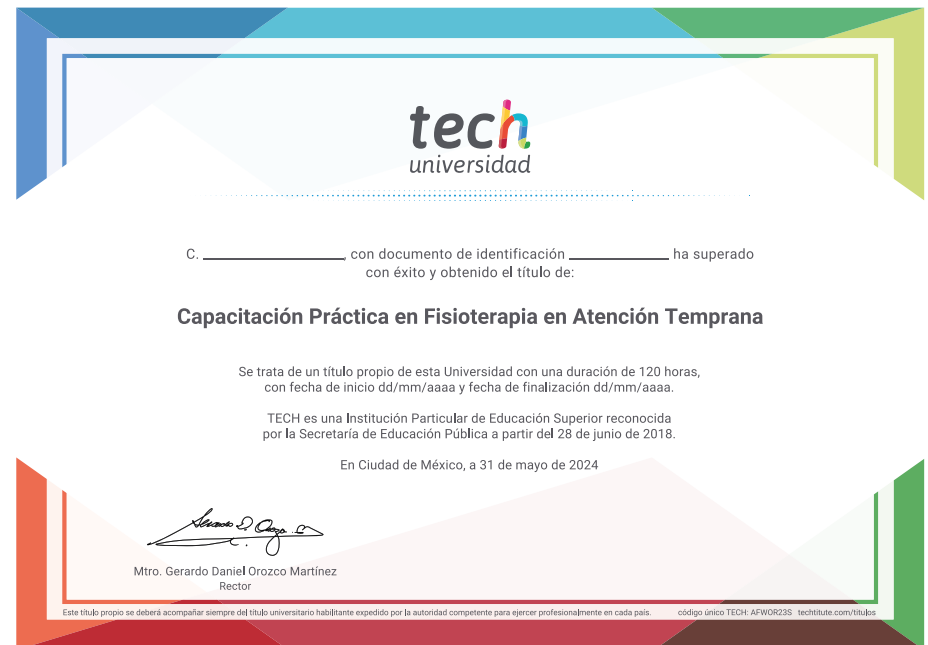 tech
universidad
C. ____________, con documento de identificación ____________ ha superado
con éxito y obtenido el título de:
Capacitación Práctica en Fisioterapia en Atención Temprana
Se trata de un título propio de esta Universidad con una duración de 120 horas,
con fecha de inicio dd/mm/aaaa y fecha de finalización dd/mm/aaaa.
TECH es una Institución Particular de Educación Superior reconocida
por la Secretaría de Educación Pública a partir del 28 de junio de 2018.
En Ciudad de México, a 31 de mayo de 2024
Mtro. Gerardo Daniel Orozco Martínez
Rector
Este título propio se deberá acompañar siempre del título universitario habilitante expedido por la autoridad competente para ejercer profesionalmente en cada país. código único TECH: AFWOR23S techtitute.com/titulos